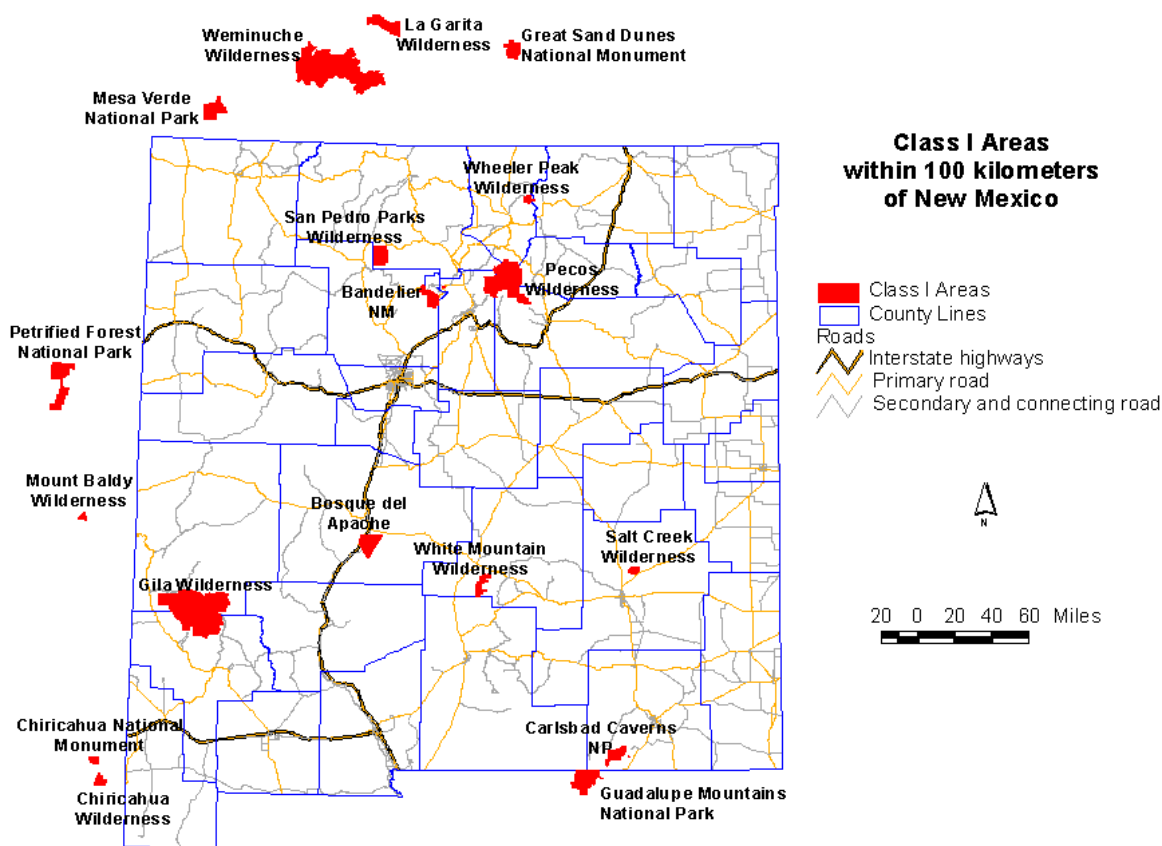 La Garita
Wilderness
Weminuche
Wilderness
Great Sand Dunes
National Monument
Mesa Verde
National Park
Class I Areas
within 100 kilometers
of New Mexico
Wheeler Peak
Wilderness
San Pedro Parks
Wilderness
Pecos
Wilderness
Bandelier
NM
Class I Areas
County Lines
Roads
Interstate highways
Primary road
Secondary and connecting road
Petrified Forest
National Park
Mount Baldy
Wilderness
Bosque del
Apache
White Mountain
Wilderness
Salt Creek
Wilderness
N
Gila Wilderness
20 0 20 40 60 Miles
Chiricahua National
Monument
Carlsbad Caverns
NP
Chiricahua
Wilderness
Guadalupe Mountains
National Park